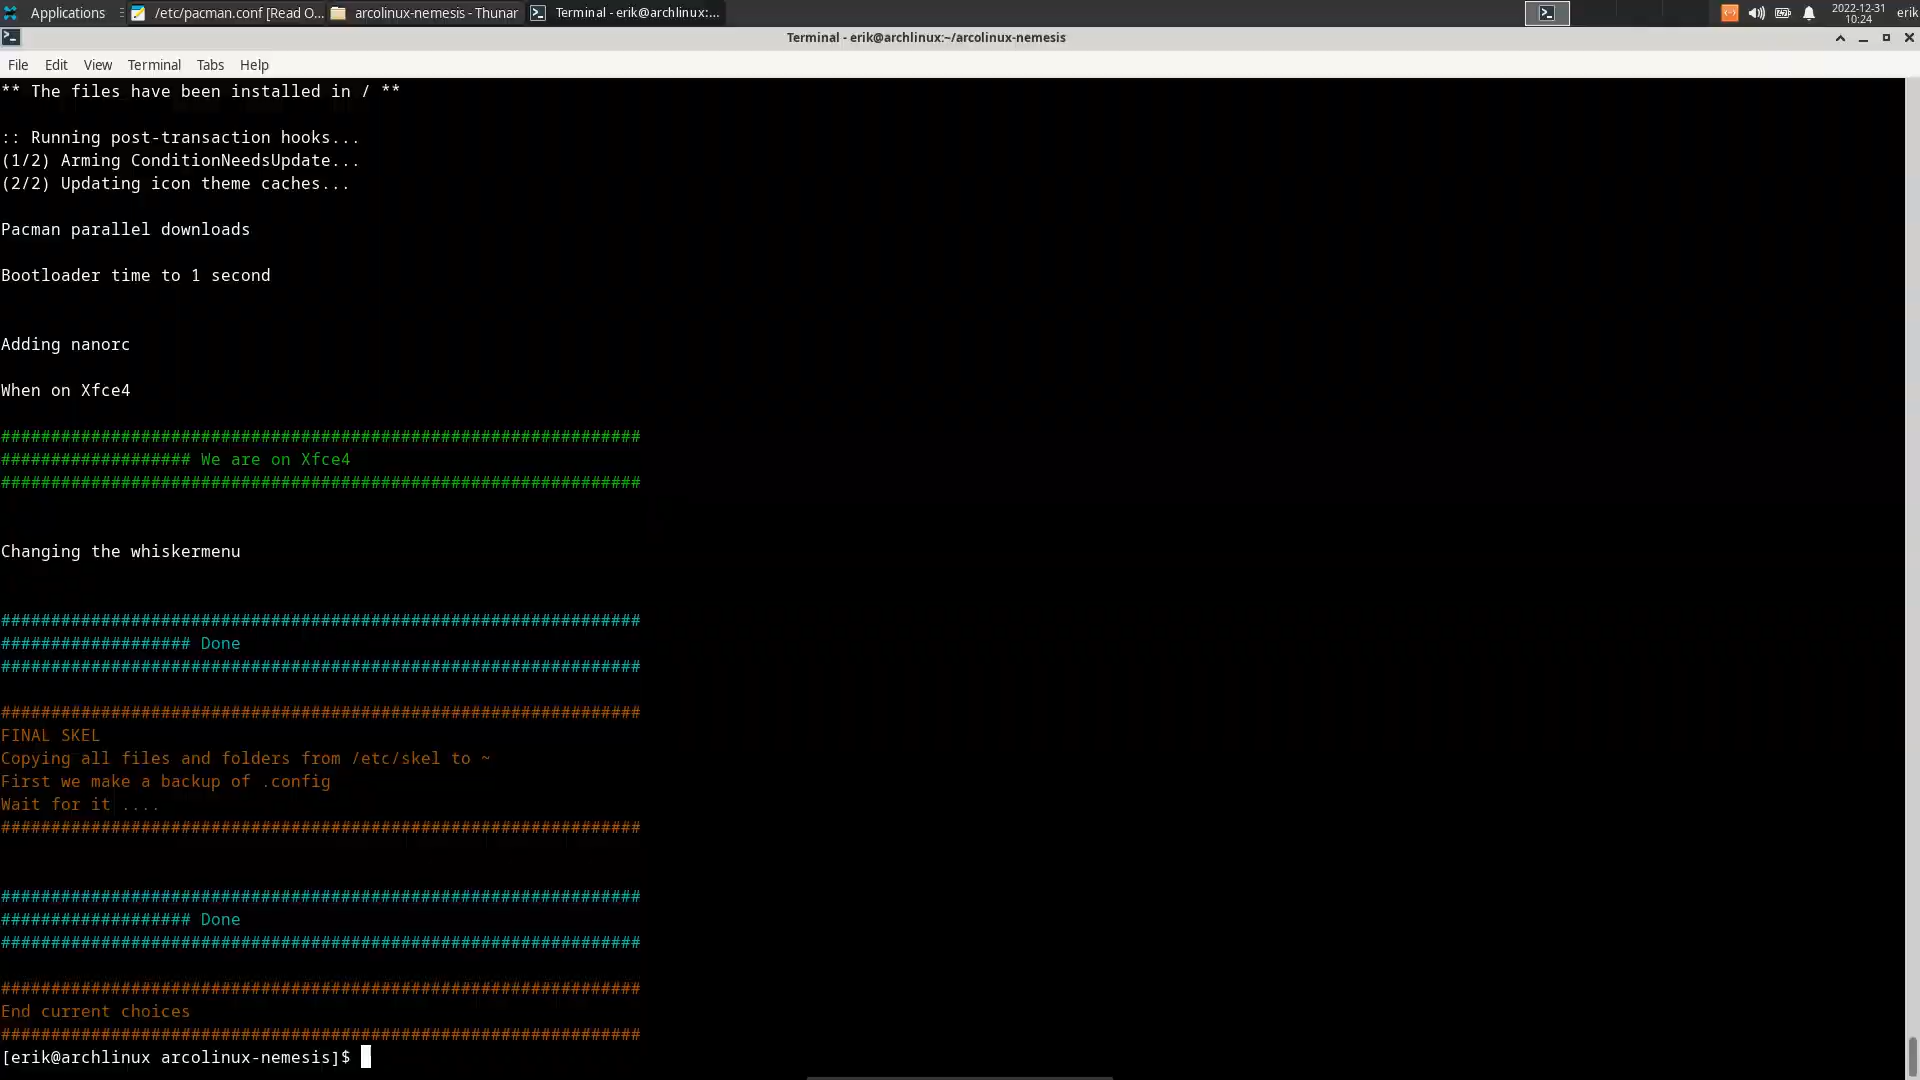 Applications
/etc/pacman.conf [Read O...
arcolinux-nemesis - Thunar
Terminal - erik@archlinux:...
2022-12-31
10:24
erik
Terminal - erik@archlinux:~/arcolinux-nemesis
File Edit View Terminal Tabs Help
** The files have been installed in / **
:: Running post-transaction hooks...
(1/2) Arming ConditionNeedsUpdate...
(2/2) Updating icon theme caches...
Pacman parallel downloads
Bootloader time to 1 second
Adding nanorc
When on Xfce4
################################################################
################### We are on Xfce4
################################################################
Changing the whiskermenu
################################################################
################### Done
################################################################
################################################################
FINAL SKEL
Copying all files and folders from /etc/skel to ~
First we make a backup of .config
Wait for it ....
################################################################
################################################################
################### Done
################################################################
################################################################
End current choices
################################################################
[erik@archlinux arcolinux-nemesis]$